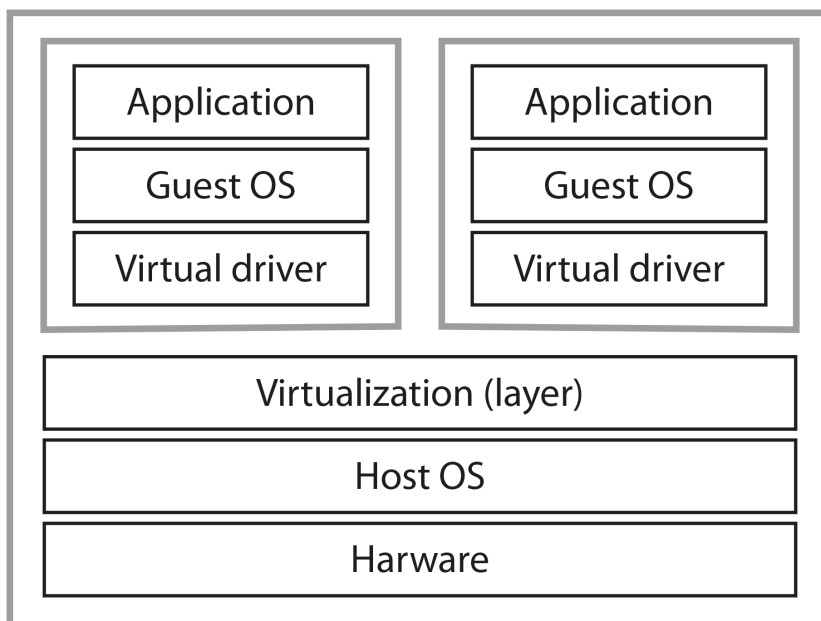 Application
Guest OS
Virtual driver
Application
Guest OS
Virtual driver
Virtualization (layer)
Host OS
Harware